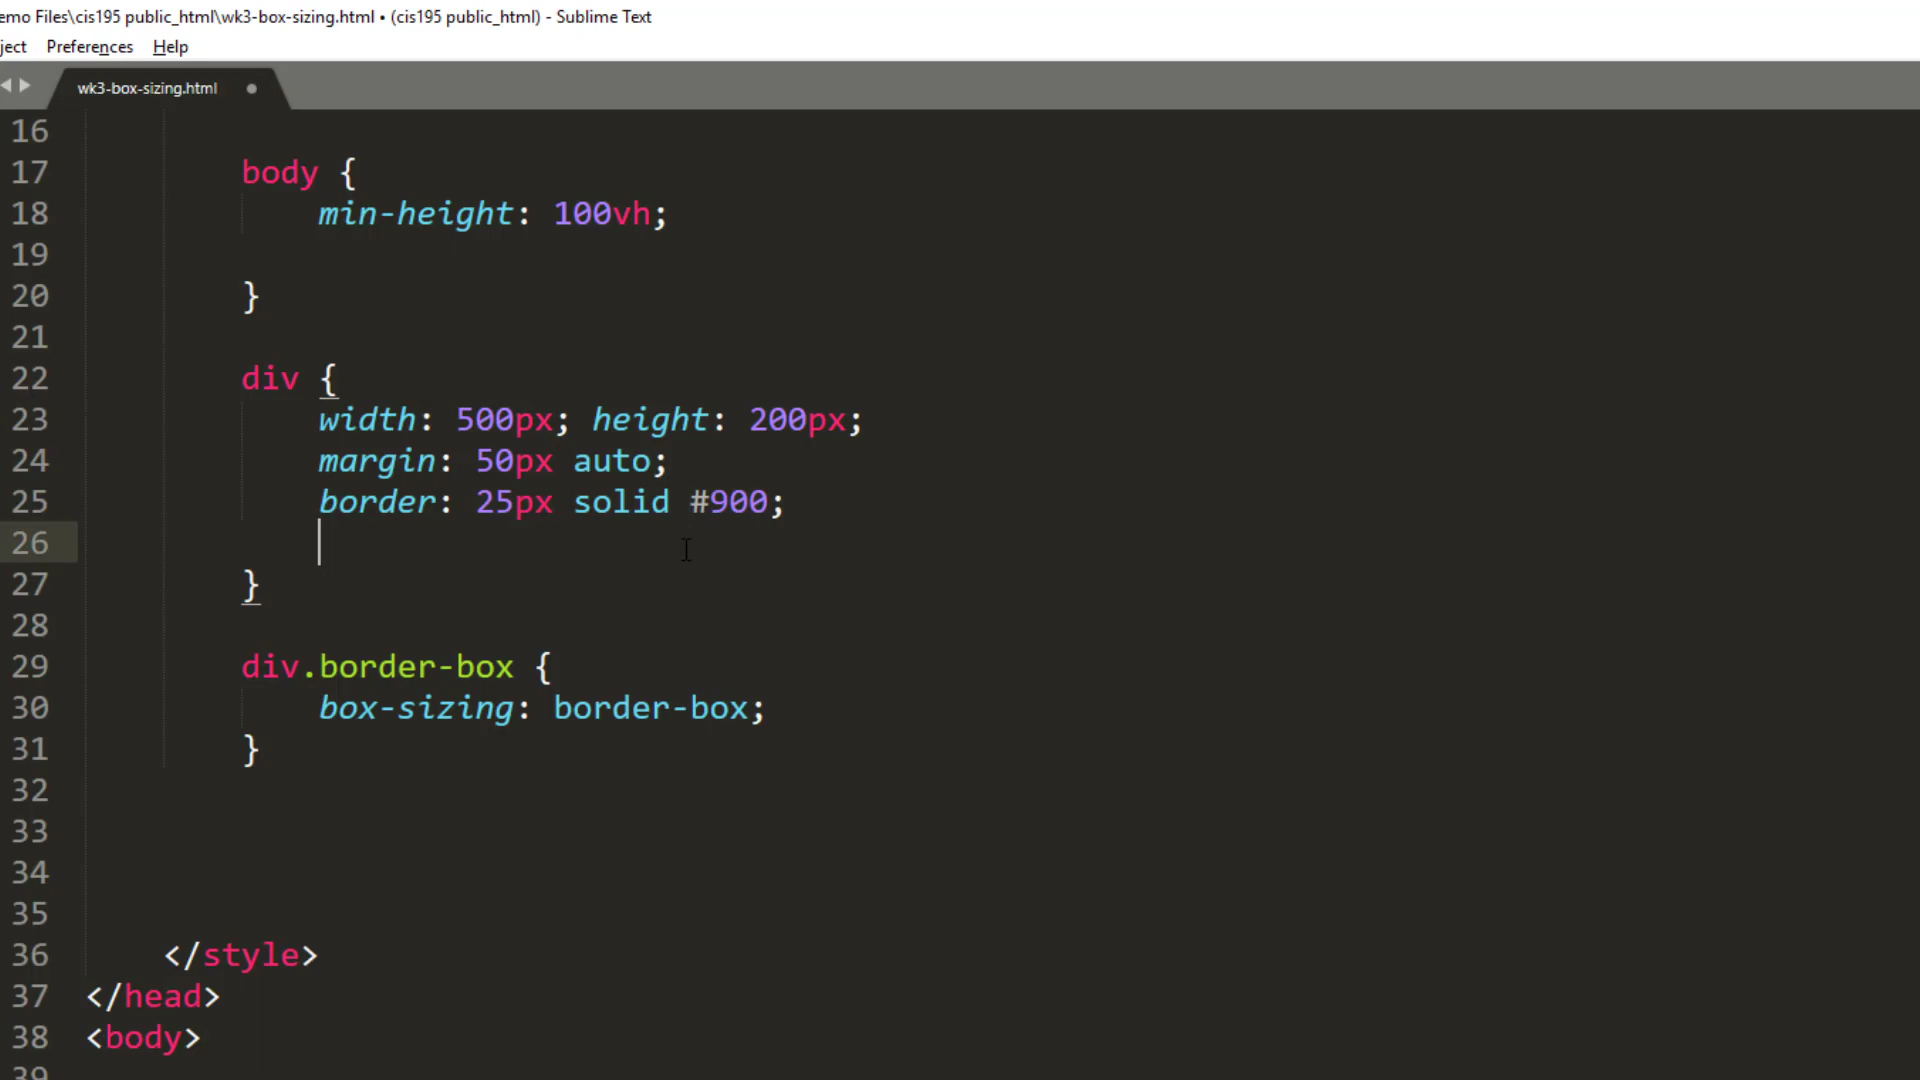 emo Files\cis195 public_html\wk3-box-sizing.html • (cis195 public_html) - Sublime Text
ject Preferences Help
wk3-box-sizing.html
16
17 body {
18 min-height: 100vh;
19
20 }
21
22 div {
23 width: 500px; height: 200px;
24 margin: 50px auto;
25 border: 25px solid #900;
26
27 }
28
29 div.border-box {
30 box-sizing: border-box;
31 }
32
33
34
35
36 </style>
37 </head>
38 <body>
39